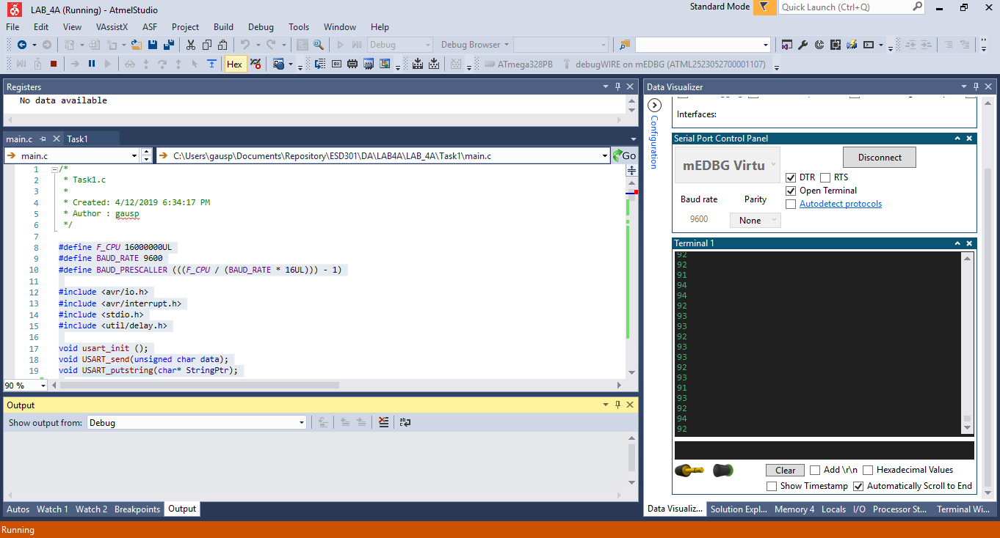 LAB_4A (Running) - AtmelStudio
Standard Mode
Quick Launch (Ctrl+Q)
File Edit View VAssistX ASF Project Build Debug Tools Window Help
Debug
Debug Browser
Hex
ATmega328PB
debugWIRE on mEDBG (ATML2523052700001107)
Registers
No data available
main.c
Task1
main.c
C:\Users\gausp\Documents\Repository\ESD301\DA\LAB4A\LAB_4A\Task1\main.c
Go
1 /*
2 * Task1.c
3 *
4 * Created: 4/12/2019 6:34:17 PM
5 * Author : gausp
6 */
7
8 #define F_CPU 16000000UL
9 #define BAUD_RATE 9600
10 #define BAUD_PRESCALLER (((F_CPU / (BAUD_RATE * 16UL))) - 1)
11
12 #include <avr/io.h>
13 #include <avr/interrupt.h>
14 #include <stdio.h>
15 #include <util/delay.h>
16
17 void usart_init ();
18 void USART_send(unsigned char data);
19 void USART_putstring(char* StringPtr);
90 %
Output
Show output from: Debug
Autos Watch 1 Watch 2 Breakpoints Output
Running
Data Visualizer
Configuration
Interfaces:
Serial Port Control Panel
mEDBG Virtu
Disconnect
DTR RTS
Open Terminal
Autodetect protocols
Baud rate Parity
9600 None
Terminal 1
92
92
91
94
94
92
93
93
92
93
93
92
93
91
93
92
94
92
Clear Add \r\n Hexadecimal Values
Show Timestamp Automatically Scroll to End
Data Visualiz... Solution Expl... Memory 4 Locals I/O Processor St... Terminal Wi...